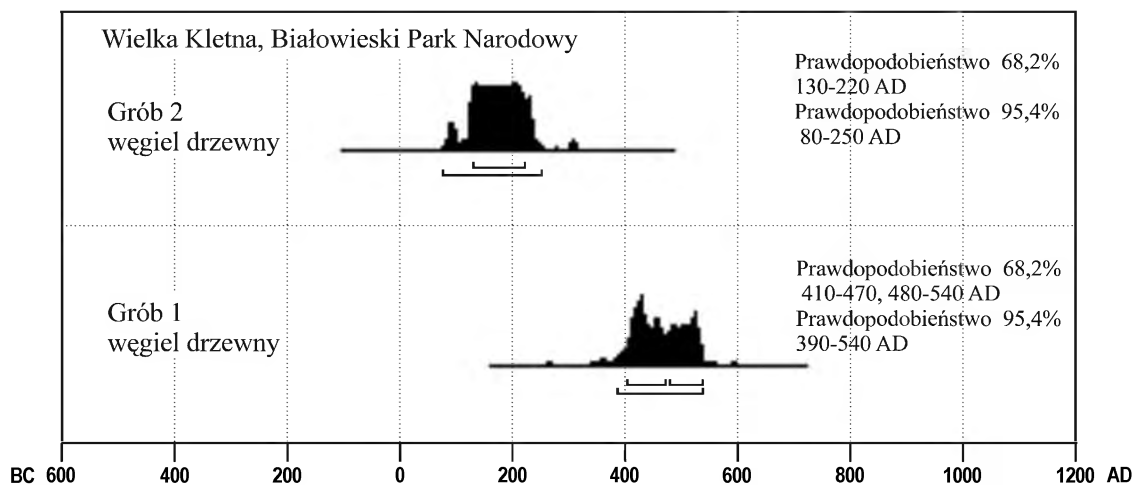 Wielka Kletna, Białowieski Park Narodowy
Grób 2
węgiel drzewny
Prawdopodobieństwo 68,2%
130-220 AD
Prawdopodobieństwo 95,4%
80-250 AD
Grób 1
węgiel drzewny
Prawdopodobieństwo 68,2%
410-470, 480-540 AD
Prawdopodobieństwo 95,4%
390-540 AD
BC 600 400 200 0 200 400 600 800 1000 1200 AD